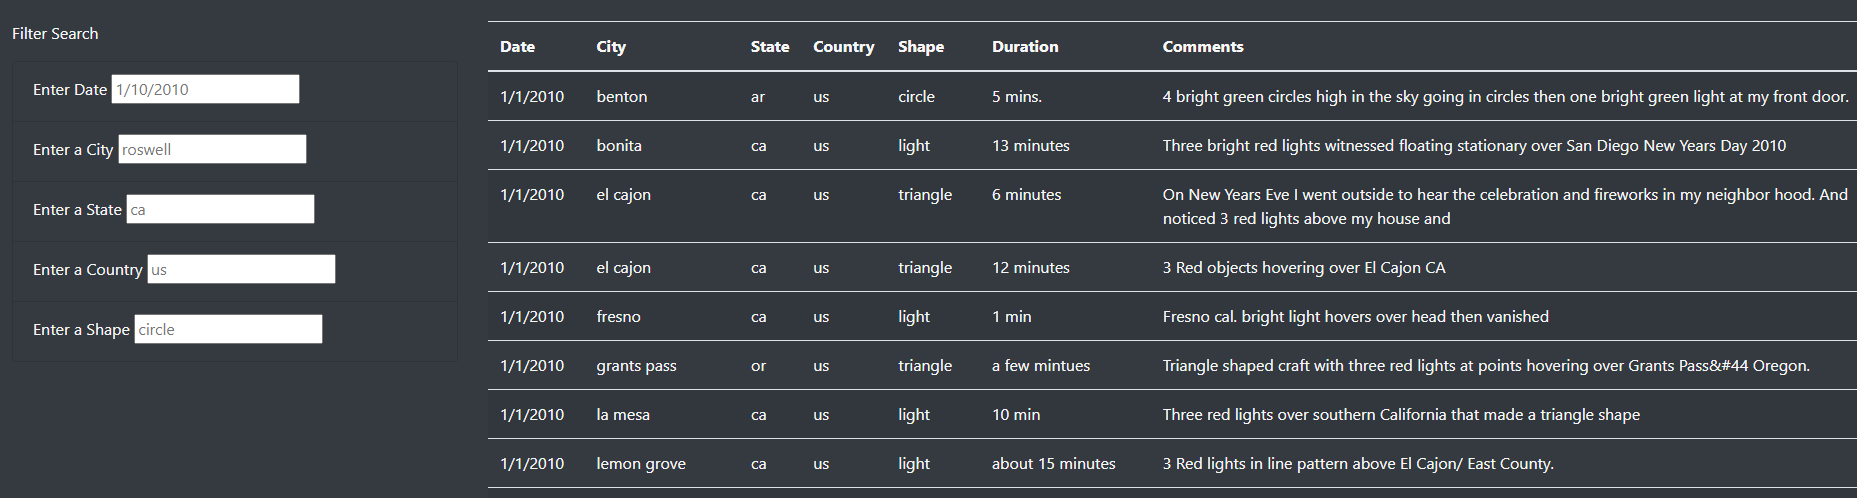 Filter Search
Enter Date 1/10/2010
Enter a City roswell
Enter a State ca
Enter a Country us
Enter a Shape circle
Date City State Country Shape Duration Comments
1/1/2010 benton ar us circle 5 mins. 4 bright green circles high in the sky going in circles then one bright green light at my front door.
1/1/2010 bonita ca us light 13 minutes Three bright red lights witnessed floating stationary over San Diego New Years Day 2010
1/1/2010 el cajon ca us triangle 6 minutes On New Years Eve I went outside to hear the celebration and fireworks in my neighbor hood. And
noticed 3 red lights above my house and
1/1/2010 el cajon ca us triangle 12 minutes 3 Red objects hovering over El Cajon CA
1/1/2010 fresno ca us light 1 min Fresno cal. bright light hovers over head then vanished
1/1/2010 grants pass or us triangle a few mintues Triangle shaped craft with three red lights at points hovering over Grants Pass&#44 Oregon.
1/1/2010 la mesa ca us light 10 min Three red lights over southern California that made a triangle shape
1/1/2010 lemon grove ca us light about 15 minutes 3 Red lights in line pattern above El Cajon/ East County.